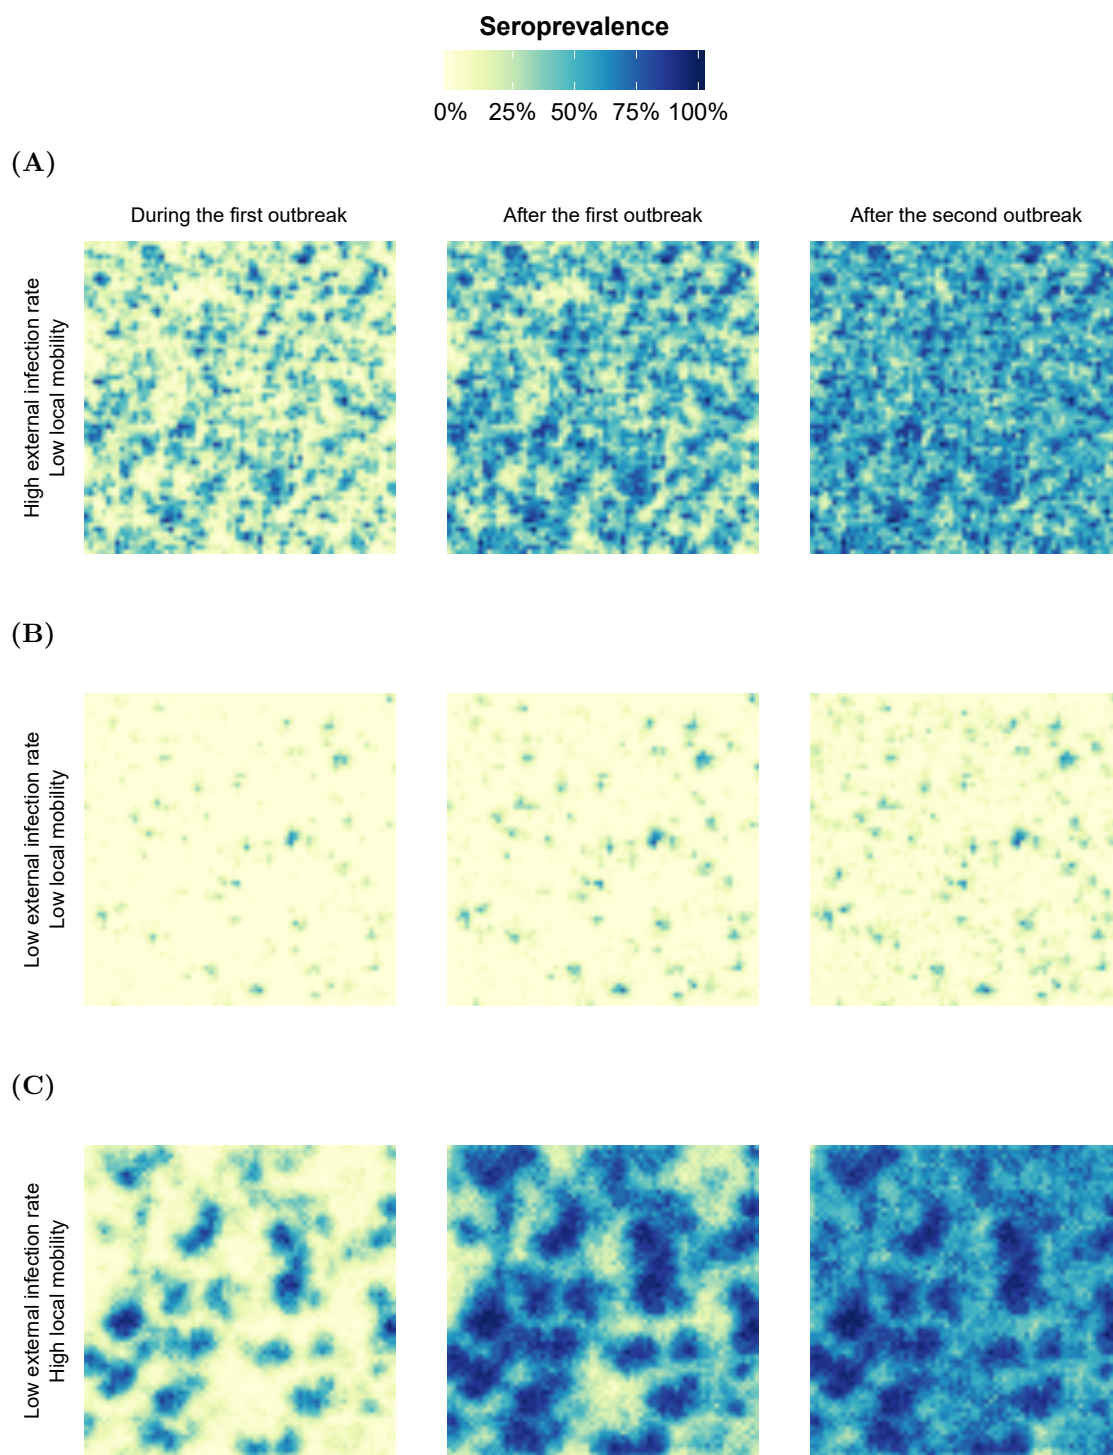 Seroprevalence
0% 25% 50% 75% 100%
(A)
During the first outbreak After the first outbreak After the second outbreak
High external infection rate
Low local mobility
(B)
Low external infection rate
Low local mobility
(C)
Low external infection rate
High local mobility